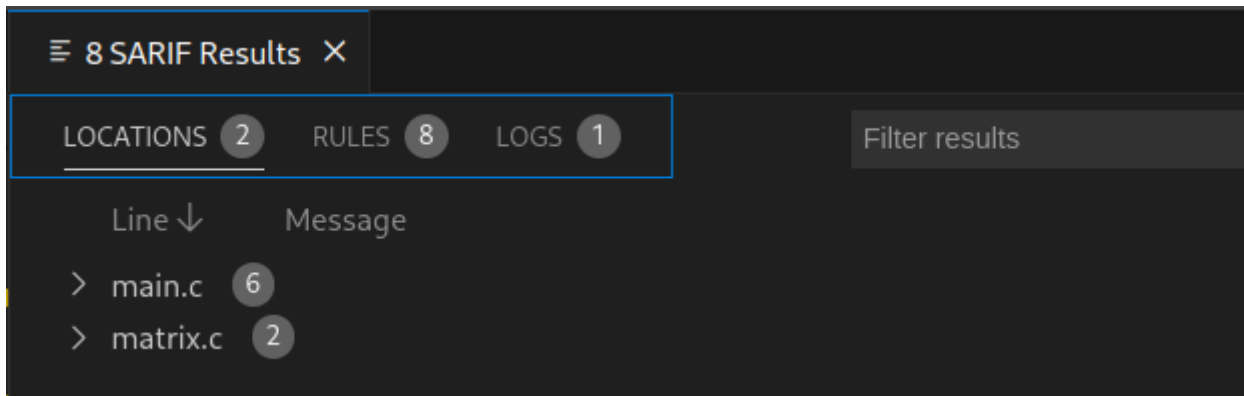 8 SARIF Results
LOCATIONS 2 RULES 8 LOGS 1 Filter results
Line Message
main.c 6
matrix.c 2